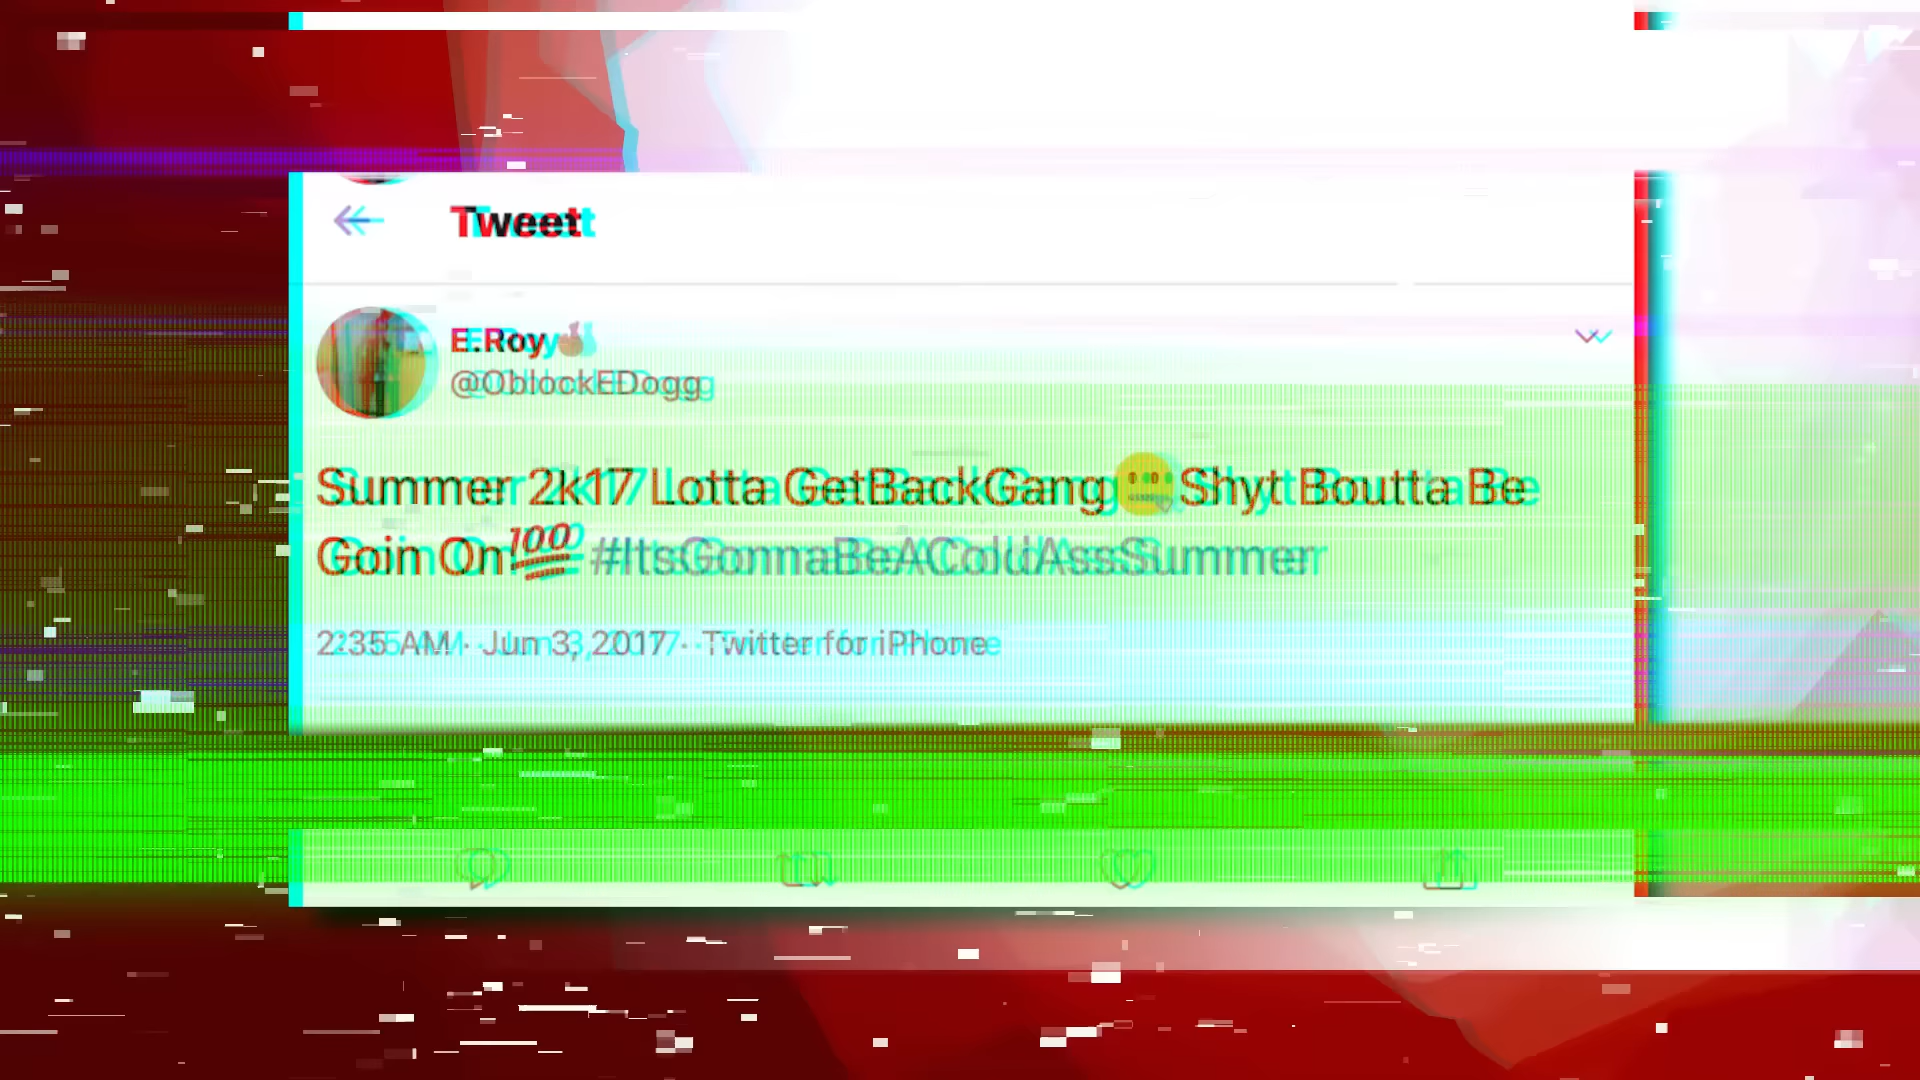 Tweet
E.Roy
@OblockEDogg
Summer 2k17 Lotta GetBackGang🤐Shyt Boutta Be
Goin On💯 #ItsGonnaBeAColdAssSummer
2:35 AM · Jun 3, 2017 · Twitter for iPhone